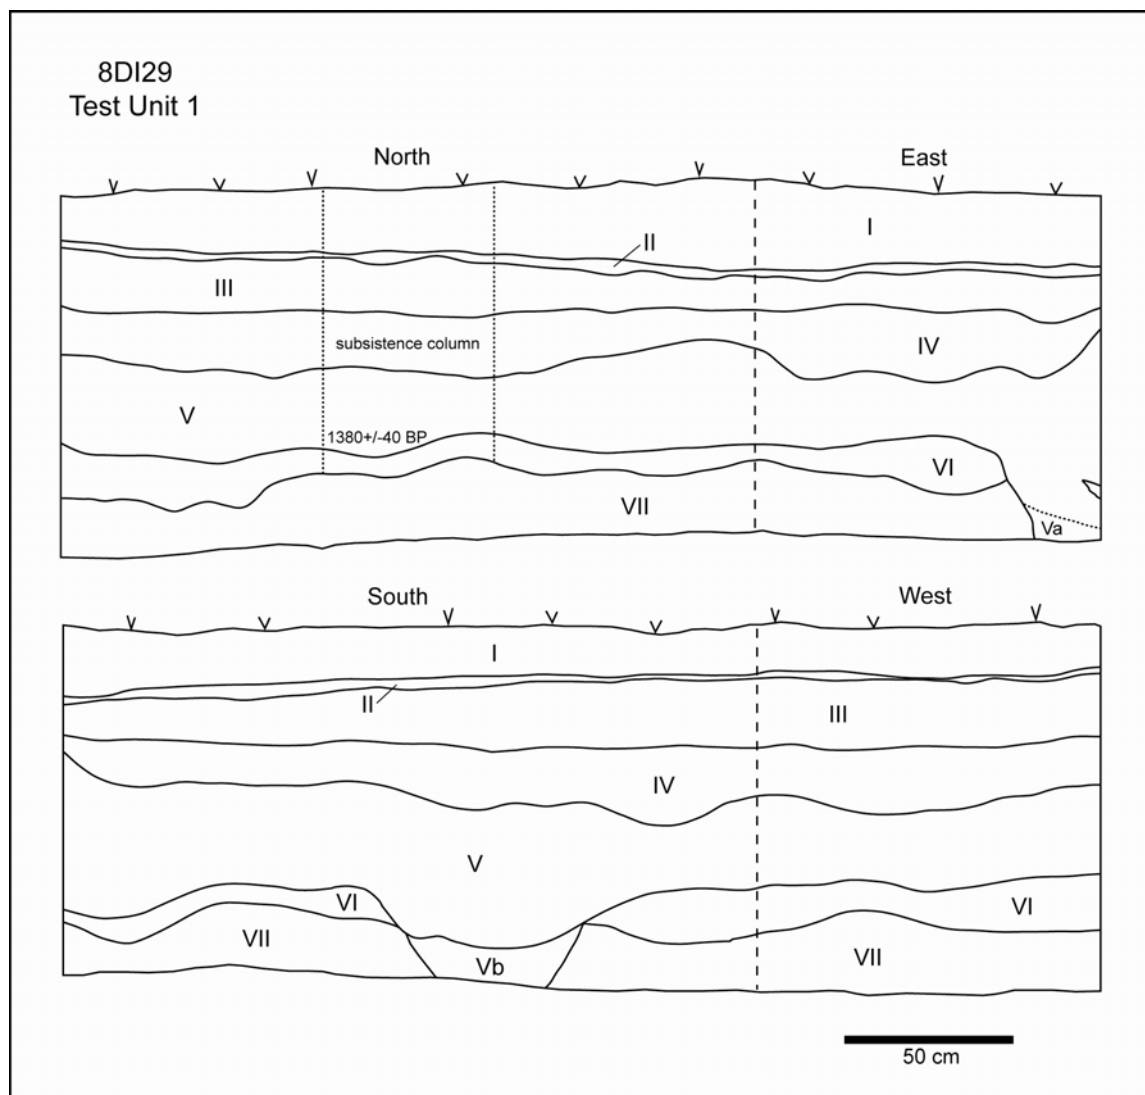 8DI29
Test Unit 1
North
East
I
II
III
subsistence column
IV
V
1380+/-40 BP
VI
VII
Va
South
West
I
II
III
IV
V
VI
VI
VII
Vb
VII
50 cm